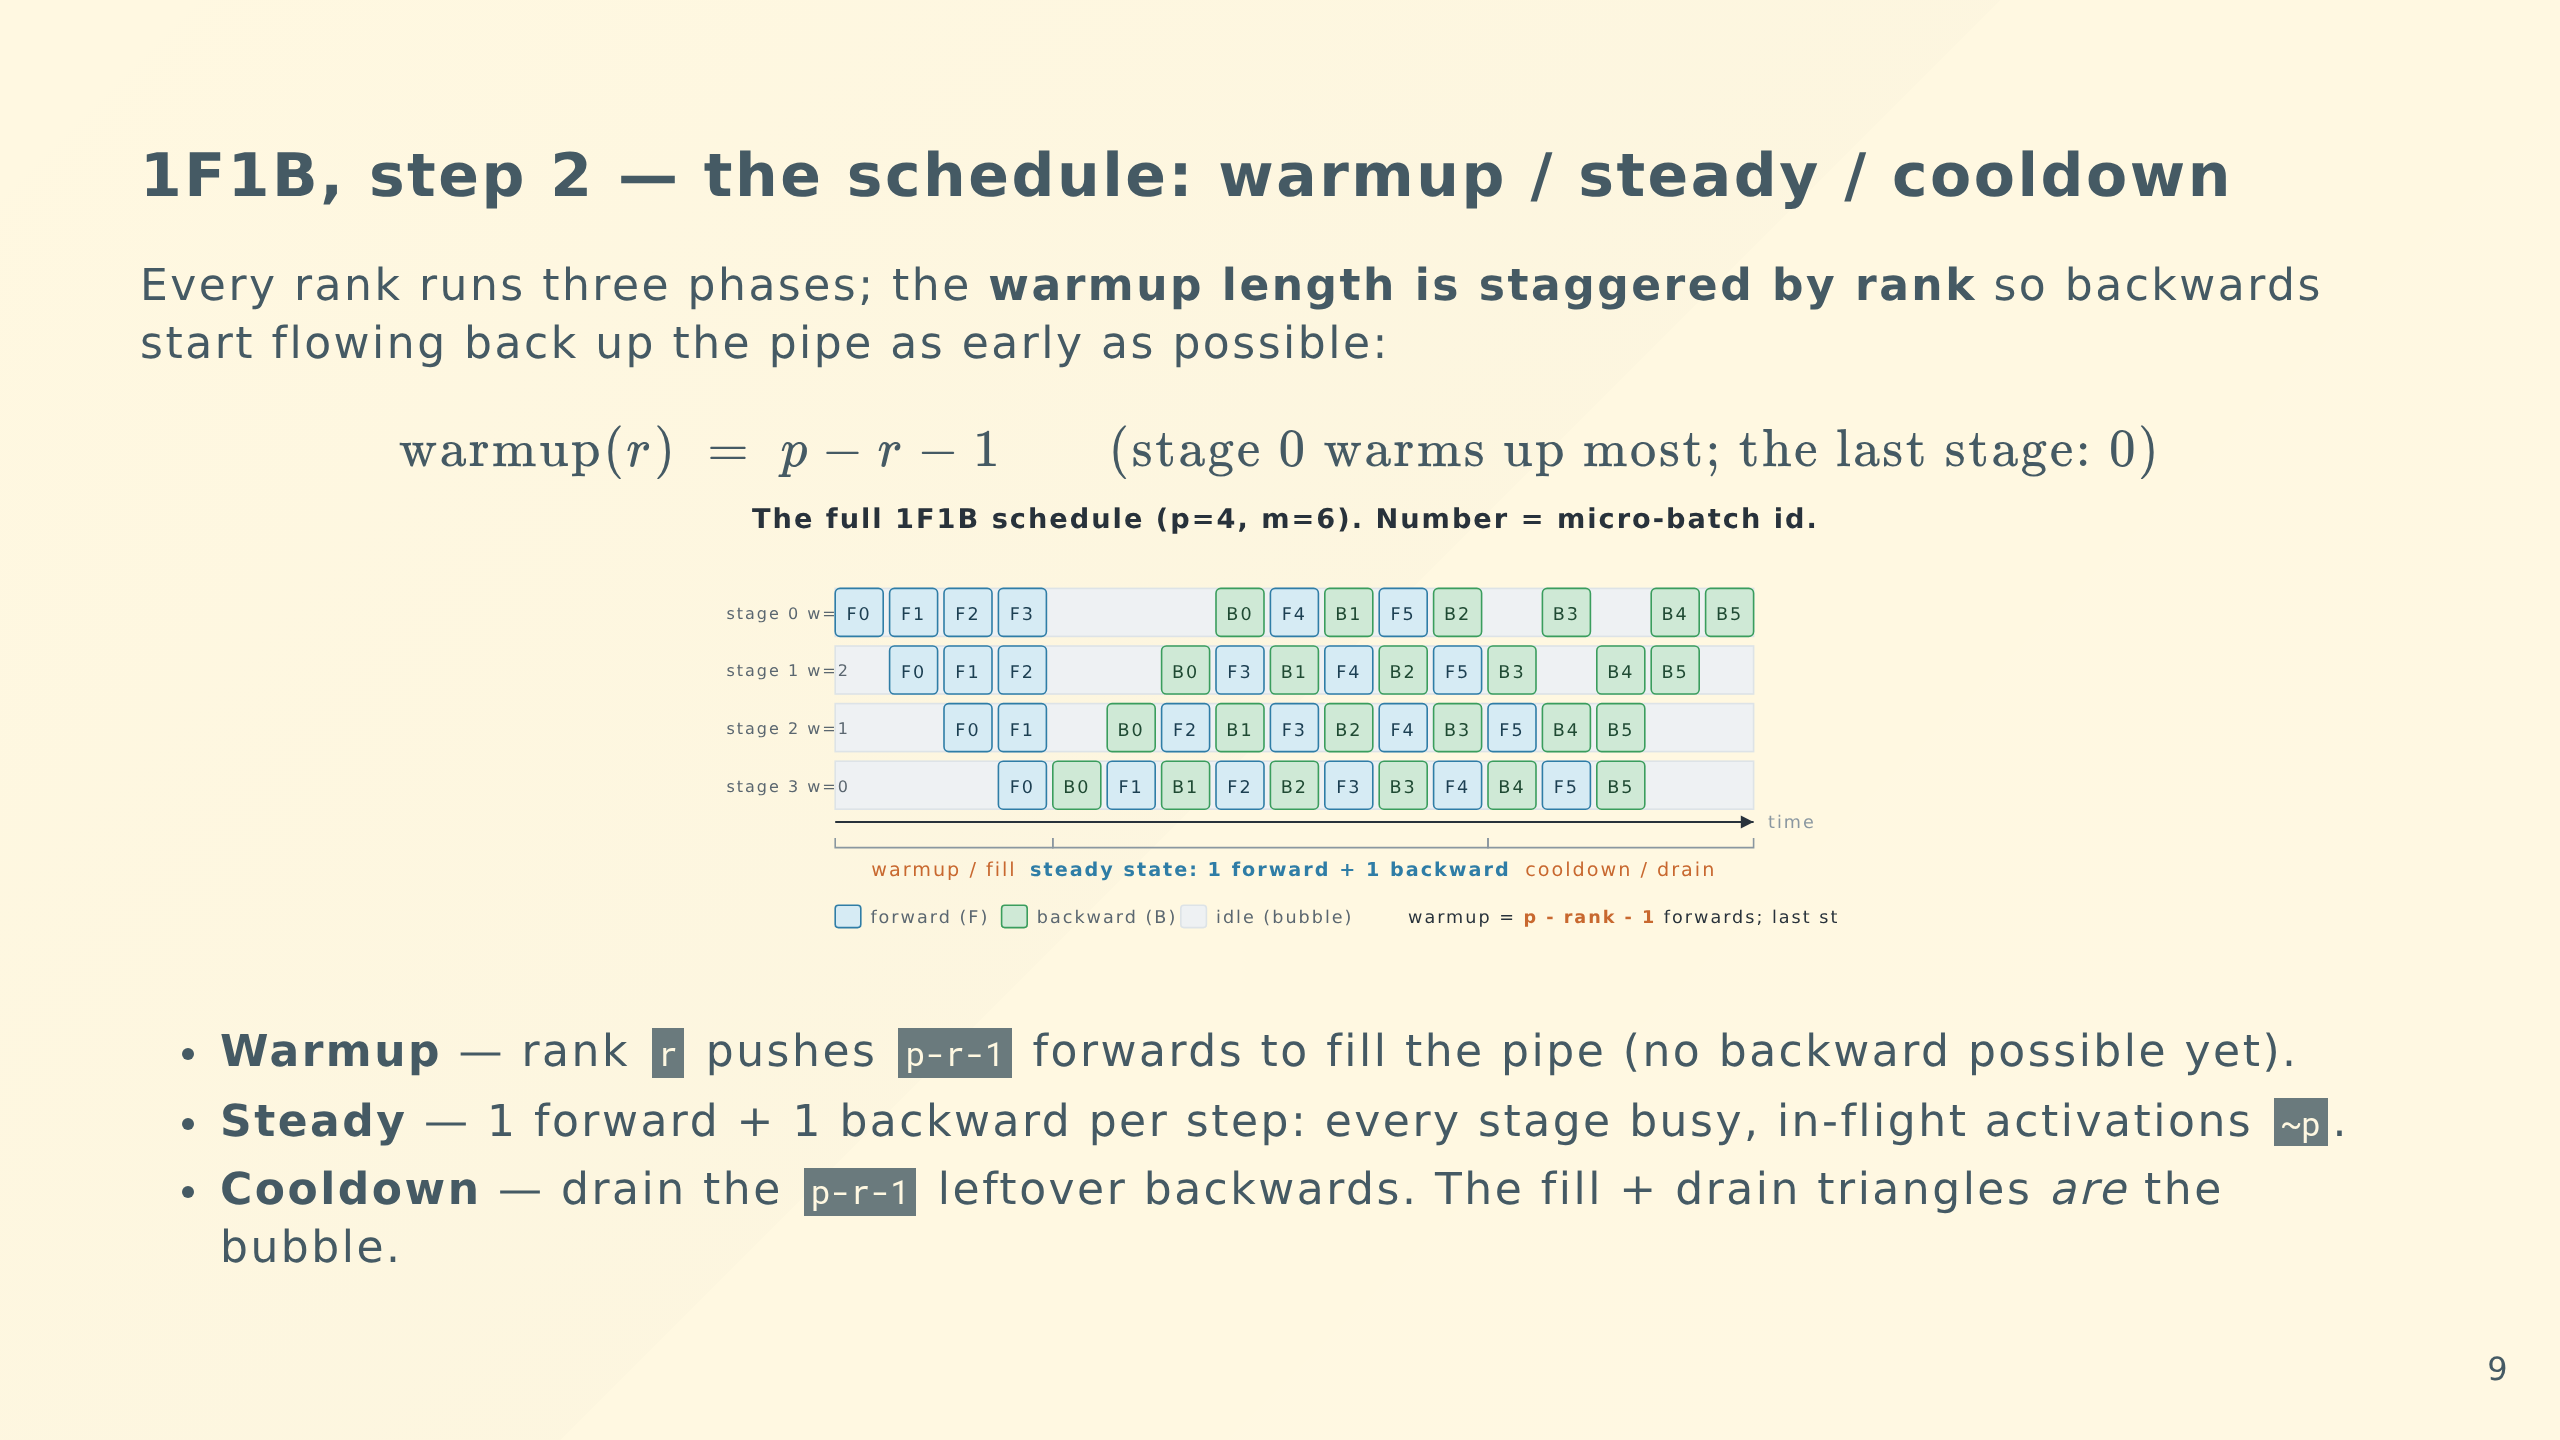 1F1B, step 2 — the schedule: warmup / steady / cooldown
Every rank runs three phases; the warmup length is staggered by rank so backwards
start flowing back up the pipe as early as possible:
warmup(r) = p − r − 1 (stage 0 warms up most; the last stage: 0)
The full 1F1B schedule (p=4, m=6). Number = micro-batch id.
stage 0 w= F0 F1 F2 F3 B0 F4 B1 F5 B2 B3 B4 B5
stage 1 w=2 F0 F1 F2 B0 F3 B1 F4 B2 F5 B3 B4 B5
stage 2 w=1 F0 F1 B0 F2 B1 F3 B2 F4 B3 F5 B4 B5
stage 3 w=0 F0 B0 F1 B1 F2 B2 F3 B3 F4 B4 F5 B5
time
warmup / fill steady state: 1 forward + 1 backward cooldown / drain
forward (F) backward (B) idle (bubble) warmup = p - rank - 1 forwards; last st
• Warmup — rank r pushes p-r-1 forwards to fill the pipe (no backward possible yet).
• Steady — 1 forward + 1 backward per step: every stage busy, in-flight activations ~p.
• Cooldown — drain the p-r-1 leftover backwards. The fill + drain triangles are the
bubble.
9